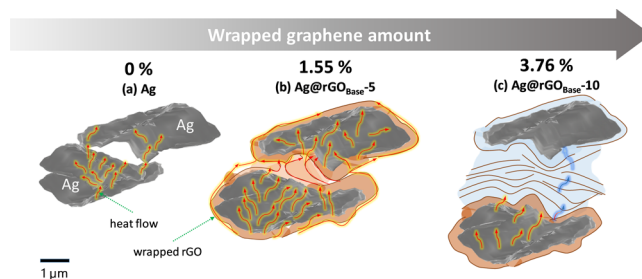 Wrapped graphene amount
0 %
(a) Ag
1.55 %
(b) Ag@rGOBase-5
3.76 %
(c) Ag@rGOBase-10
Ag
Ag
heat flow
wrapped rGO
1 μm